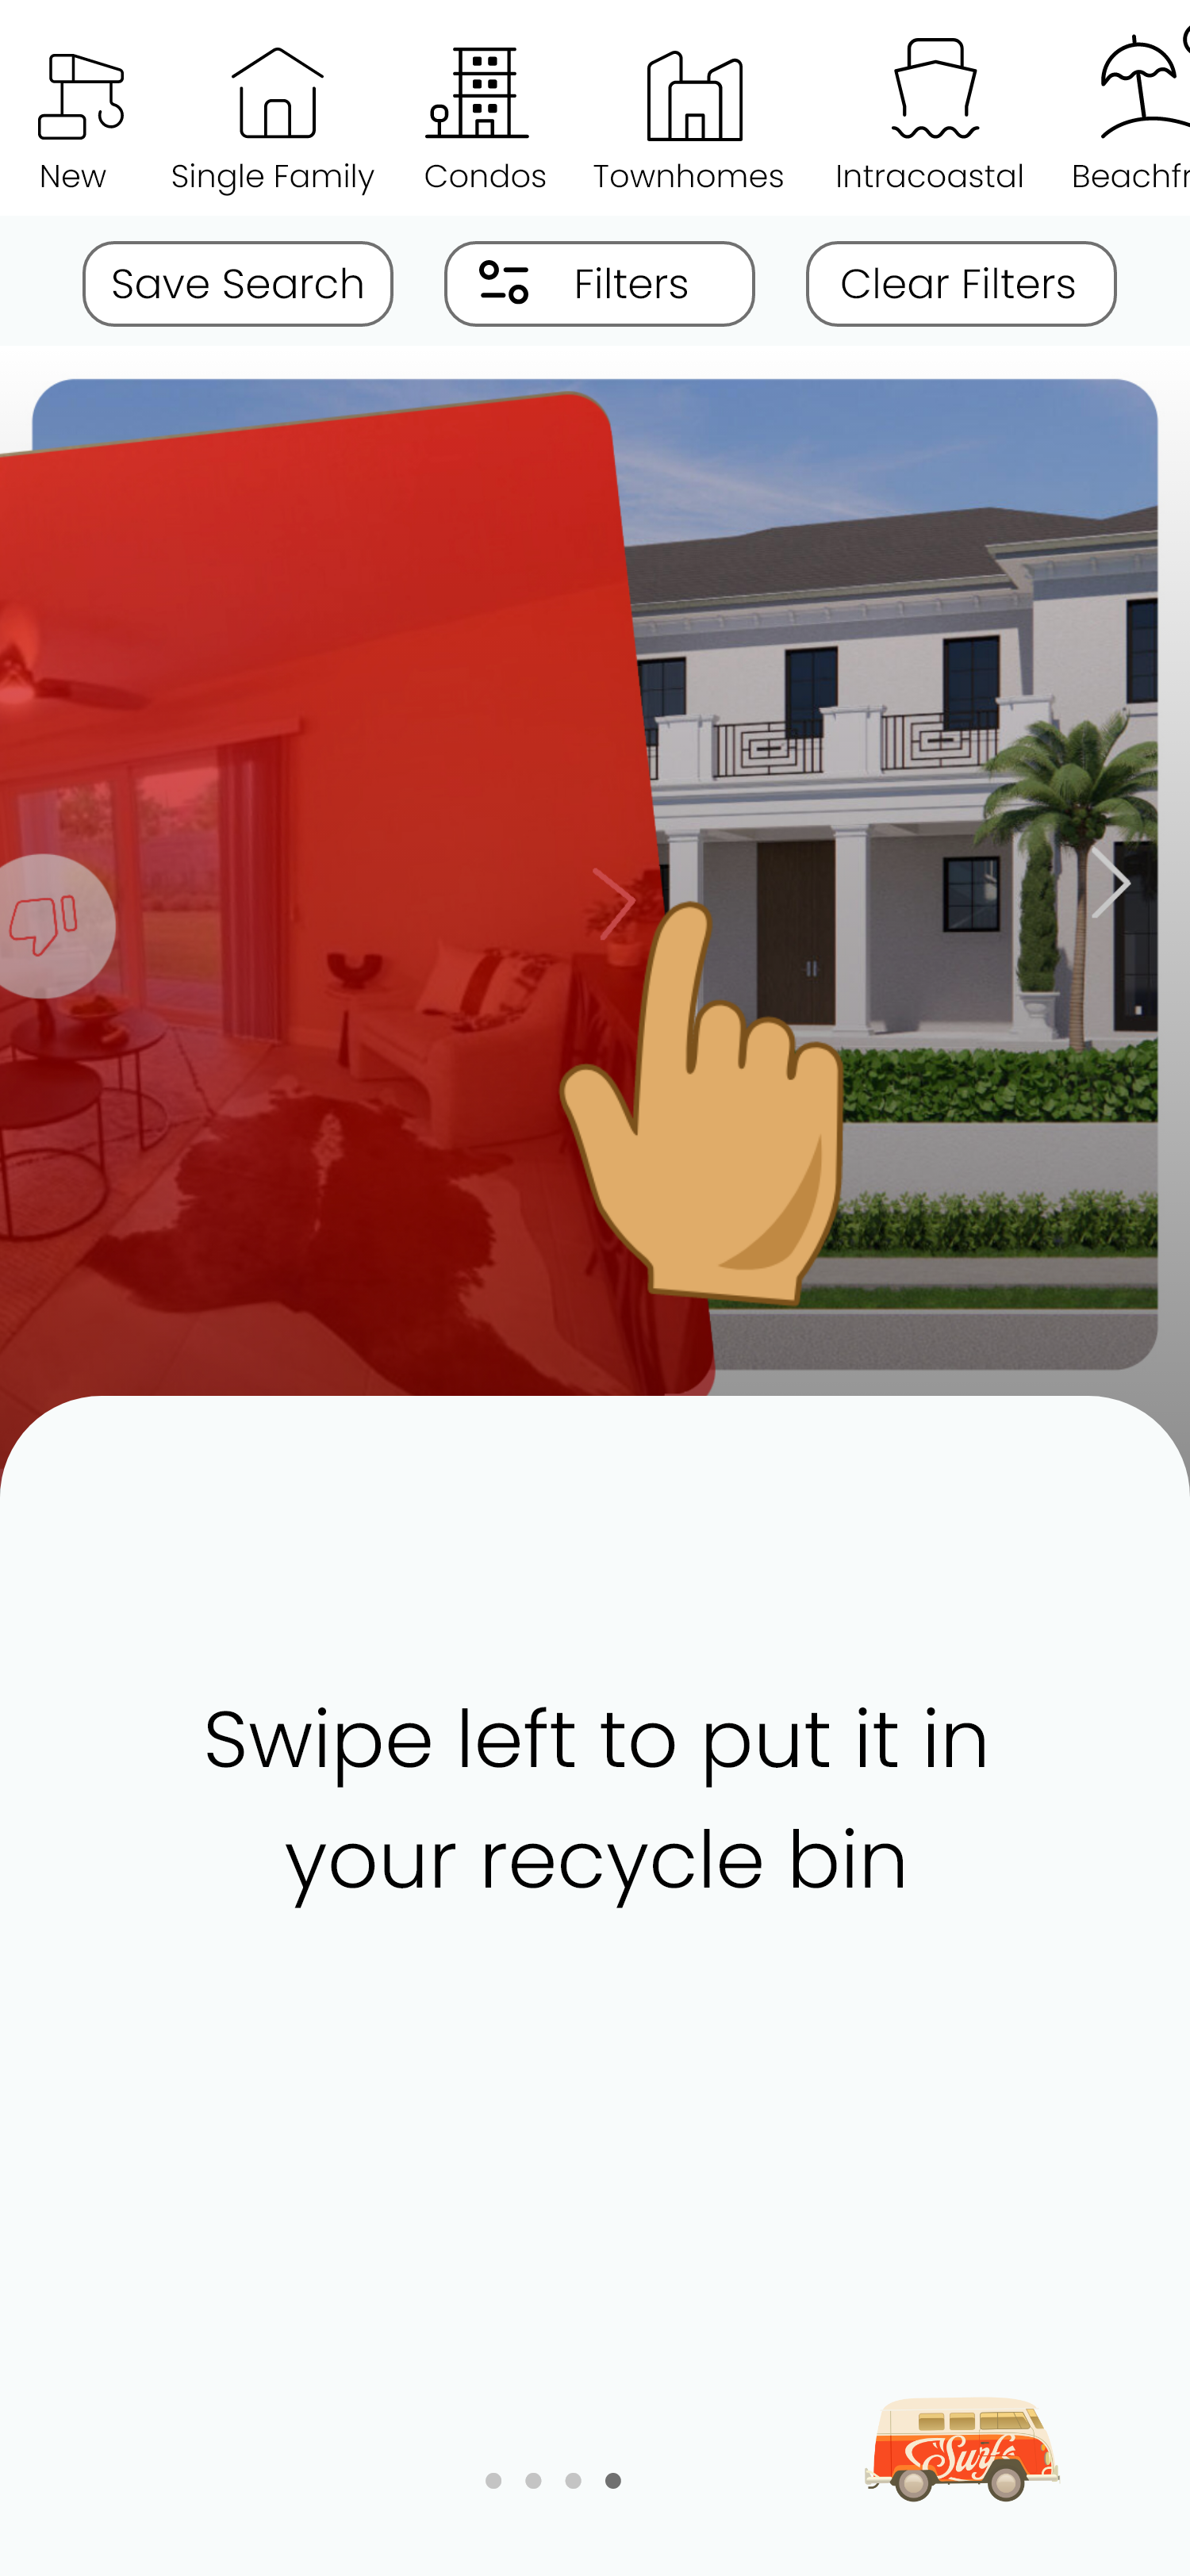 New
Single Family
Condos
Townhomes
Intracoastal
Beachfr
Save Search
Filters
Clear Filters
Swipe left to put it in
your recycle bin
Surfs